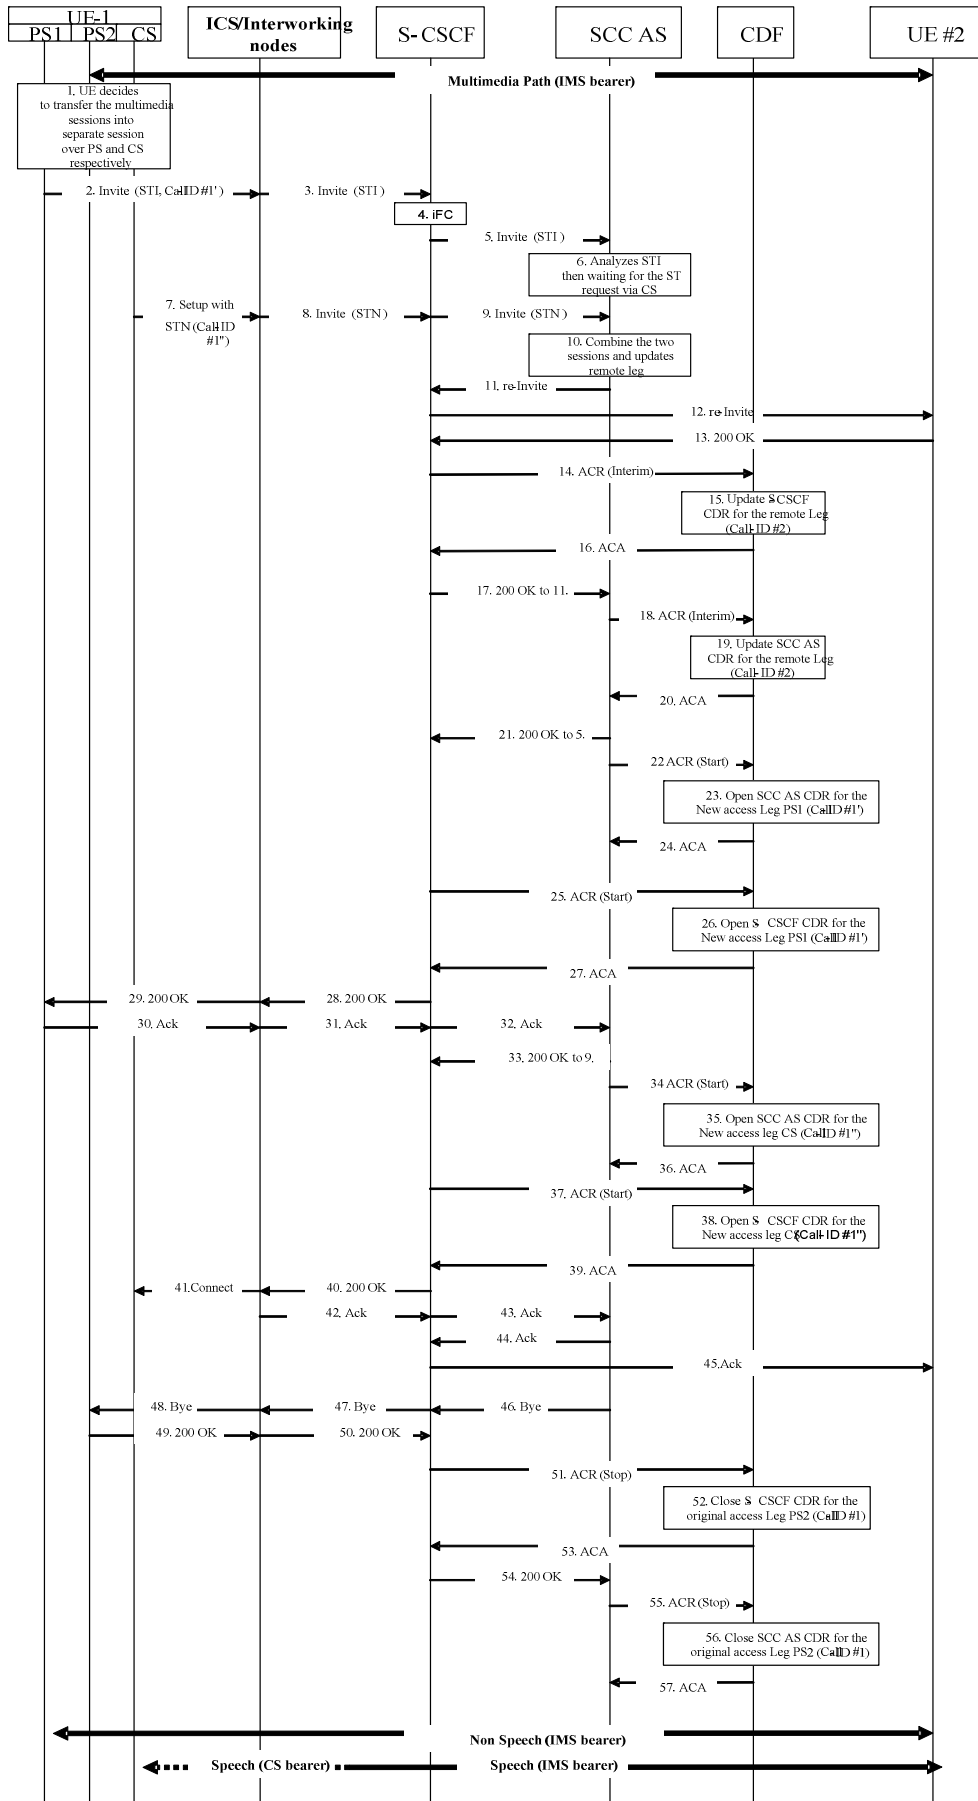 UE-1
PS1 PS2 CS
ICS/Interworking
nodes
S-CSCF
SCC AS
CDF
UE #2
Multimedia Path (IMS bearer)
1. UE decides
to transfer the multimedia
sessions into
separate session
over PS and CS
respectively
2. Invite (STI, Call-ID #1')
3. Invite (STI)
4. iFC
5. Invite (STI)
6. Analyzes STI
then waiting for the ST
request via CS
7. Setup with
STN (Call-ID
#1")
8. Invite (STN)
9. Invite (STN)
10. Combine the two
sessions and updates
remote leg
11. re-Invite
12. re-Invite
13. 200 OK
14. ACR (Interim)
15. Update S-CSCF
CDR for the remote Leg
(Call-ID #2)
16. ACA
17. 200 OK to 11.
18. ACR (Interim)
19. Update SCC AS
CDR for the remote Leg
(Call-ID #2)
20. ACA
21. 200 OK to 5.
22 ACR (Start)
23. Open SCC AS CDR for the
New access Leg PS1 (Call-ID #1')
24. ACA
25. ACR (Start)
26. Open S- CSCF CDR for the
New access Leg PS1 (Call-ID #1')
27. ACA
29. 200 OK
28. 200 OK
30. Ack
31. Ack
32. Ack
33. 200 OK to 9.
34 ACR (Start)
35. Open SCC AS CDR for the
New access leg CS (Call-ID #1")
36. ACA
37. ACR (Start)
38. Open S- CSCF CDR for the
New access leg CS (Call-ID #1")
39. ACA
41.Connect
40. 200 OK
42. Ack
43. Ack
44. Ack
45.Ack
48. Bye
47. Bye
46. Bye
49. 200 OK
50. 200 OK
51. ACR (Stop)
52. Close S- CSCF CDR for the
original access Leg PS2 (Call-ID #1)
53. ACA
54. 200 OK
55. ACR (Stop)
56. Close SCC AS CDR for the
original access Leg PS2 (Call-ID #1)
57. ACA
Non Speech (IMS bearer)
Speech (CS bearer)
Speech (IMS bearer)